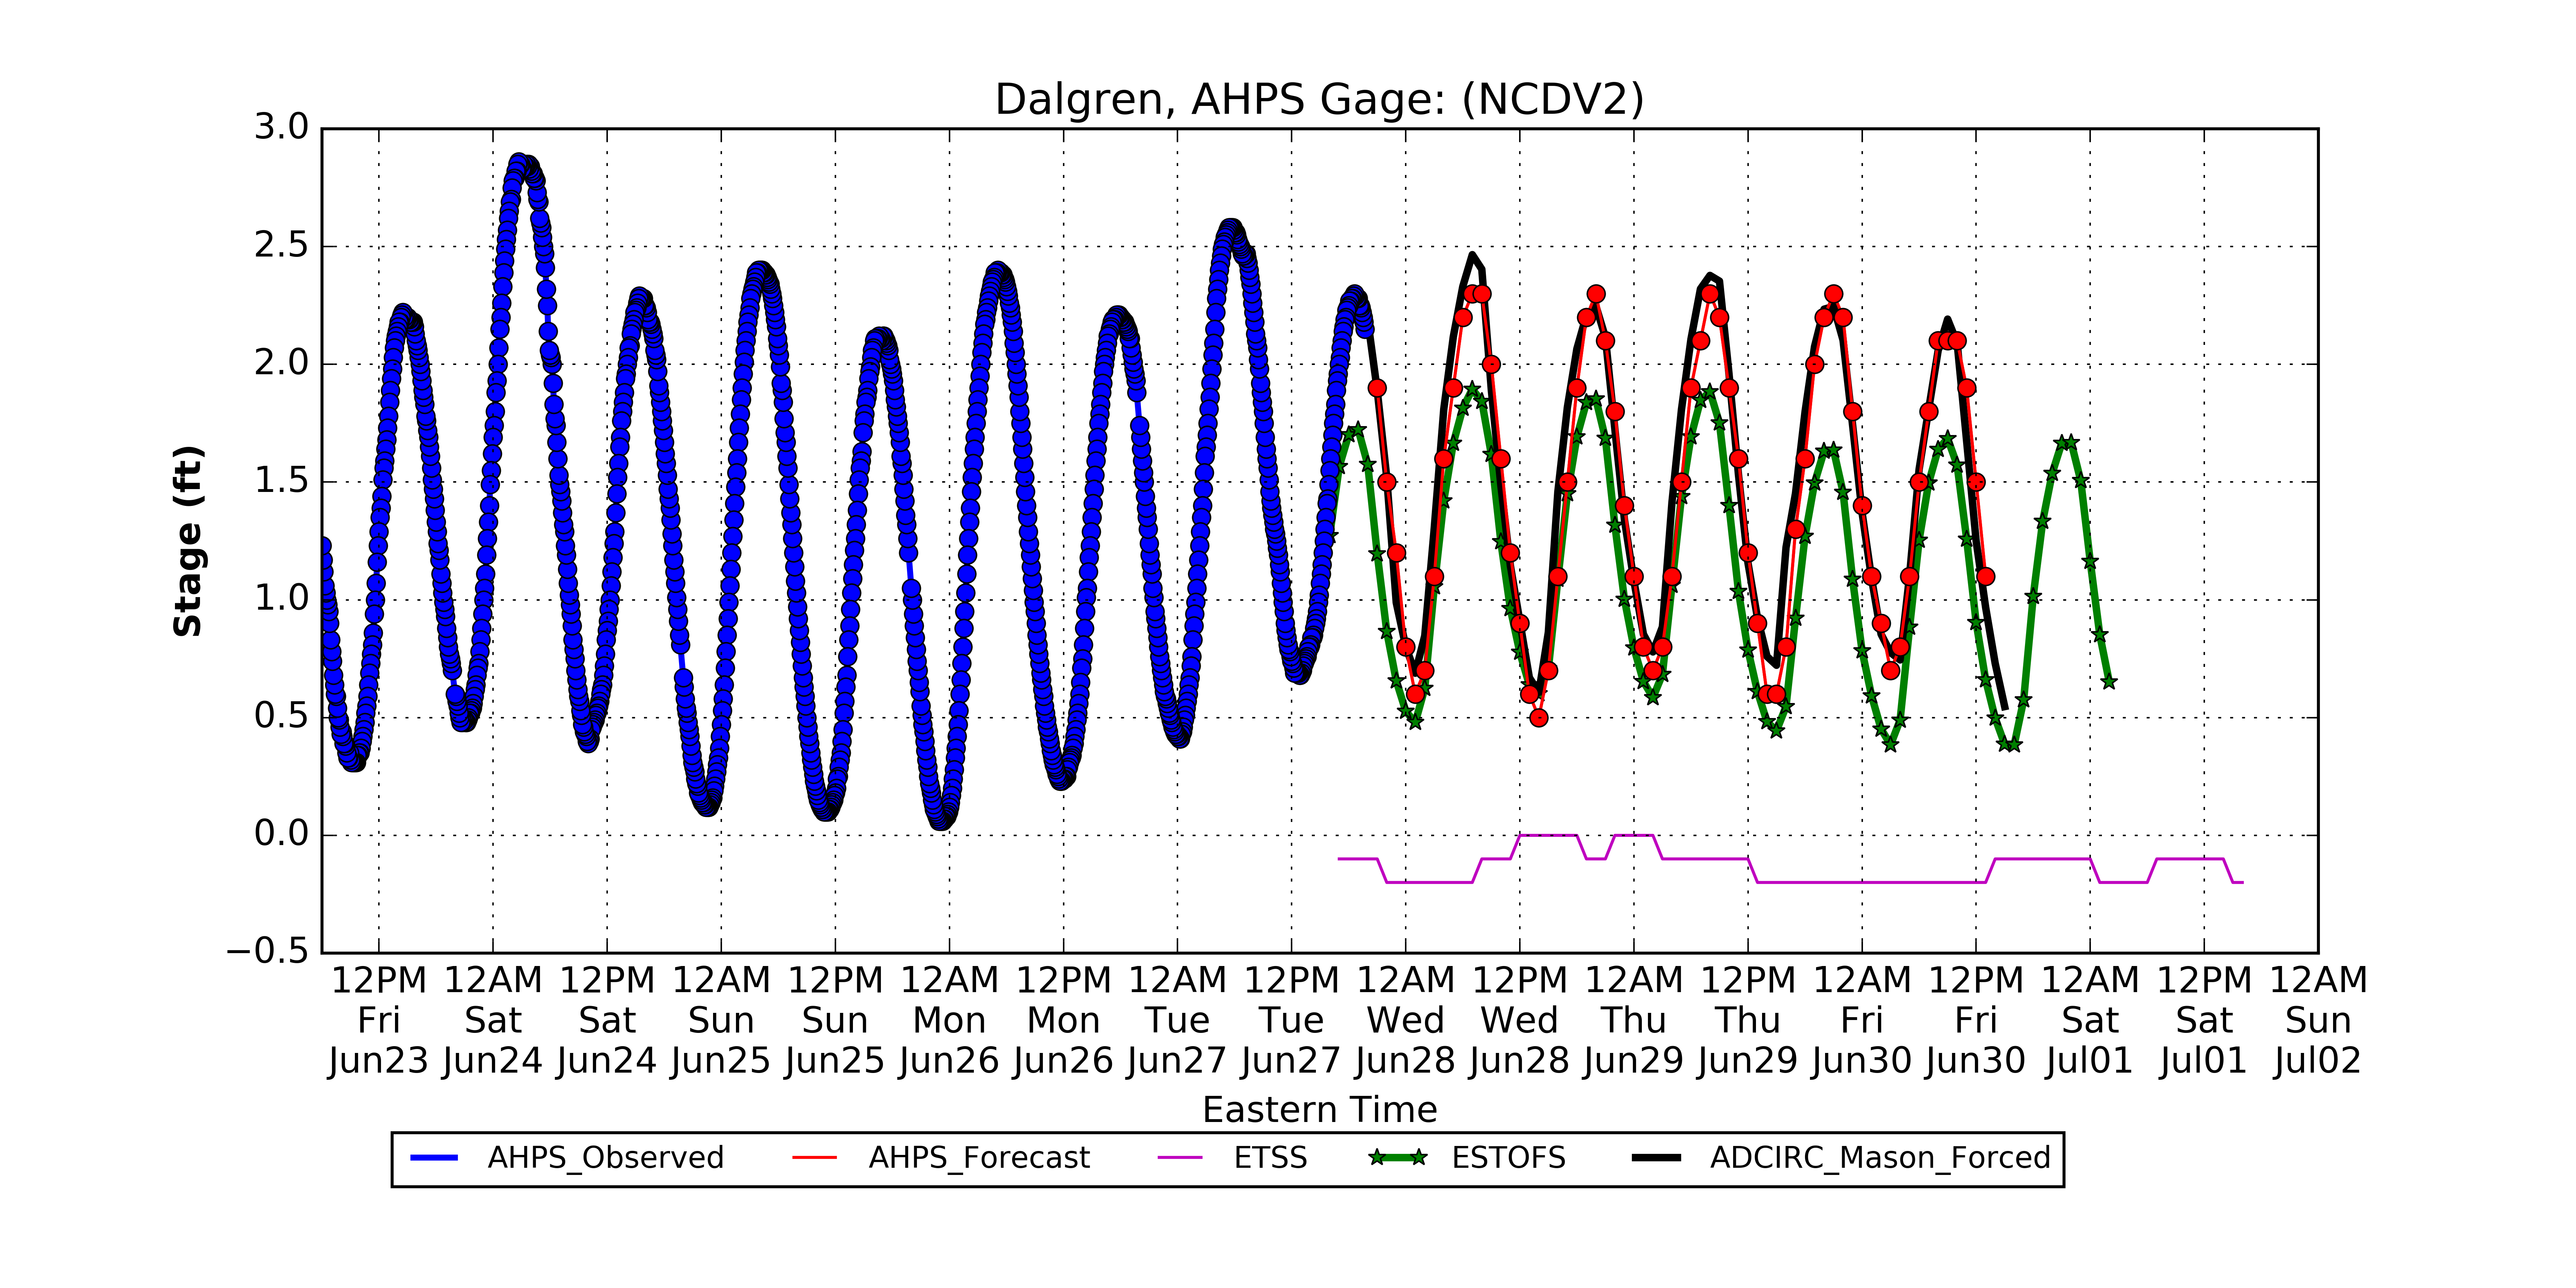 Dalgren, AHPS Gage: (NCDV2)
3.0
2.5
2.0
1.5
1.0
0.5
0.0
−0.5
Stage (ft)
12PM 12AM 12PM 12AM 12PM 12AM 12PM 12AM 12PM 12AM 12PM 12AM 12PM 12AM 12PM 12AM 12PM 12AM
Fri Sat Sat Sun Sun Mon Mon Tue Tue Wed Wed Thu Thu Fri Fri Sat Sat Sun
Jun23 Jun24 Jun24 Jun25 Jun25 Jun26 Jun26 Jun27 Jun27 Jun28 Jun28 Jun29 Jun29 Jun30 Jun30 Jul01 Jul01 Jul02
Eastern Time
AHPS_Observed AHPS_Forecast ETSS ESTOFS ADCIRC_Mason_Forced